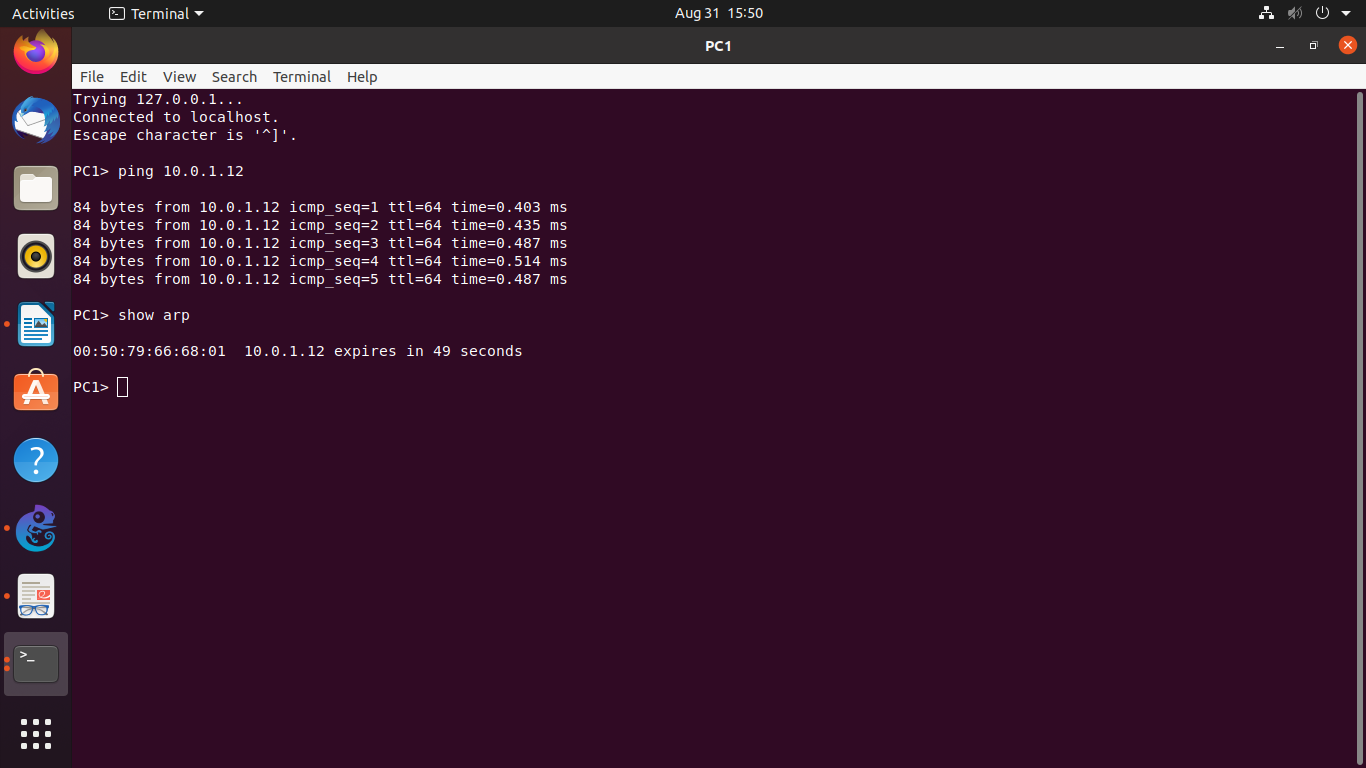 Activities Terminal Aug 31 15:50
PC1
File Edit View Search Terminal Help
Trying 127.0.0.1...
Connected to localhost.
Escape character is '^]'.
PC1> ping 10.0.1.12
84 bytes from 10.0.1.12 icmp_seq=1 ttl=64 time=0.403 ms
84 bytes from 10.0.1.12 icmp_seq=2 ttl=64 time=0.435 ms
84 bytes from 10.0.1.12 icmp_seq=3 ttl=64 time=0.487 ms
84 bytes from 10.0.1.12 icmp_seq=4 ttl=64 time=0.514 ms
84 bytes from 10.0.1.12 icmp_seq=5 ttl=64 time=0.487 ms
PC1> show arp
00:50:79:66:68:01  10.0.1.12 expires in 49 seconds
PC1>